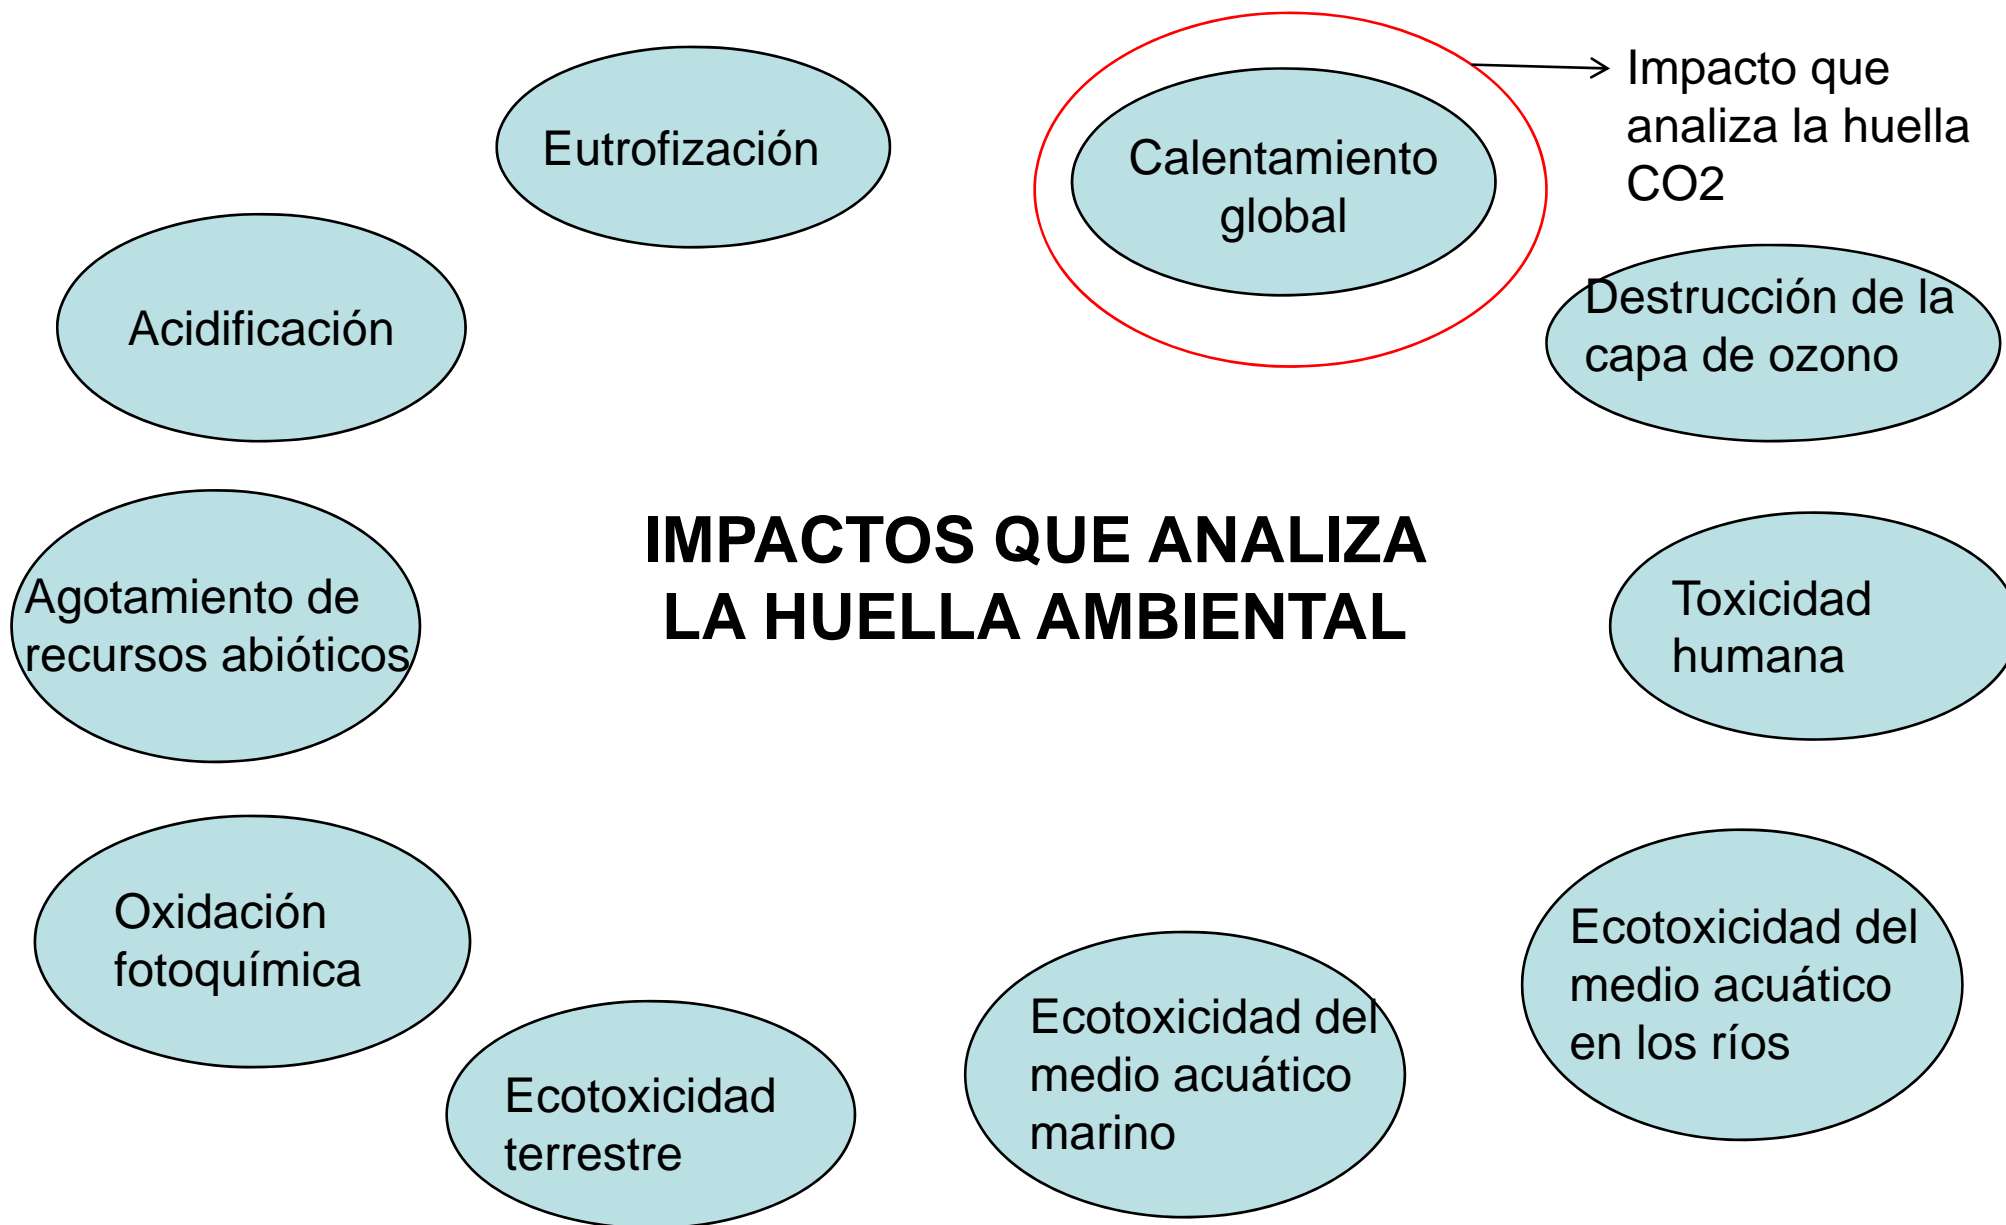 Eutrofización
Calentamiento
global
Impacto que
analiza la huella
CO2
Acidificación
Destrucción de la
capa de ozono
IMPACTOS QUE ANALIZA
LA HUELLA AMBIENTAL
Agotamiento de
recursos abióticos
Toxicidad
humana
Oxidación
fotoquímica
Ecotoxicidad del
medio acuático
en los ríos
Ecotoxicidad del
medio acuático
marino
Ecotoxicidad
terrestre